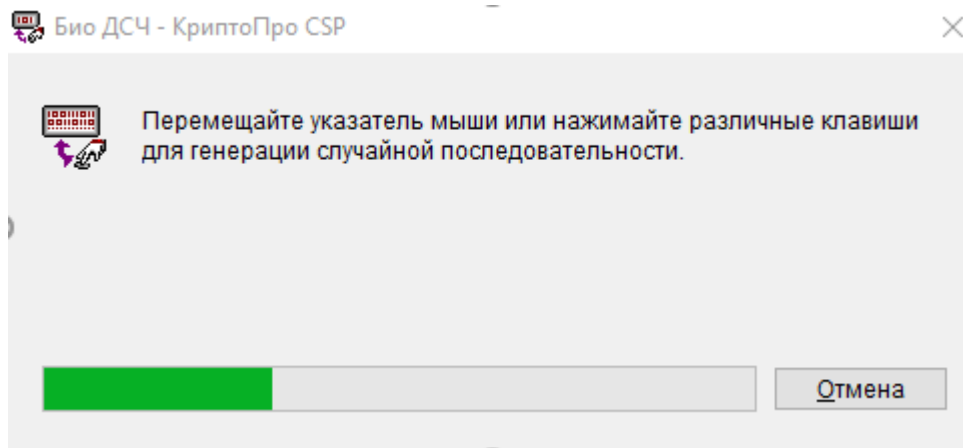 Био ДСЧ - КриптоПро CSP
Перемещайте указатель мыши или нажимайте различные клавиши
для генерации случайной последовательности.
Отмена